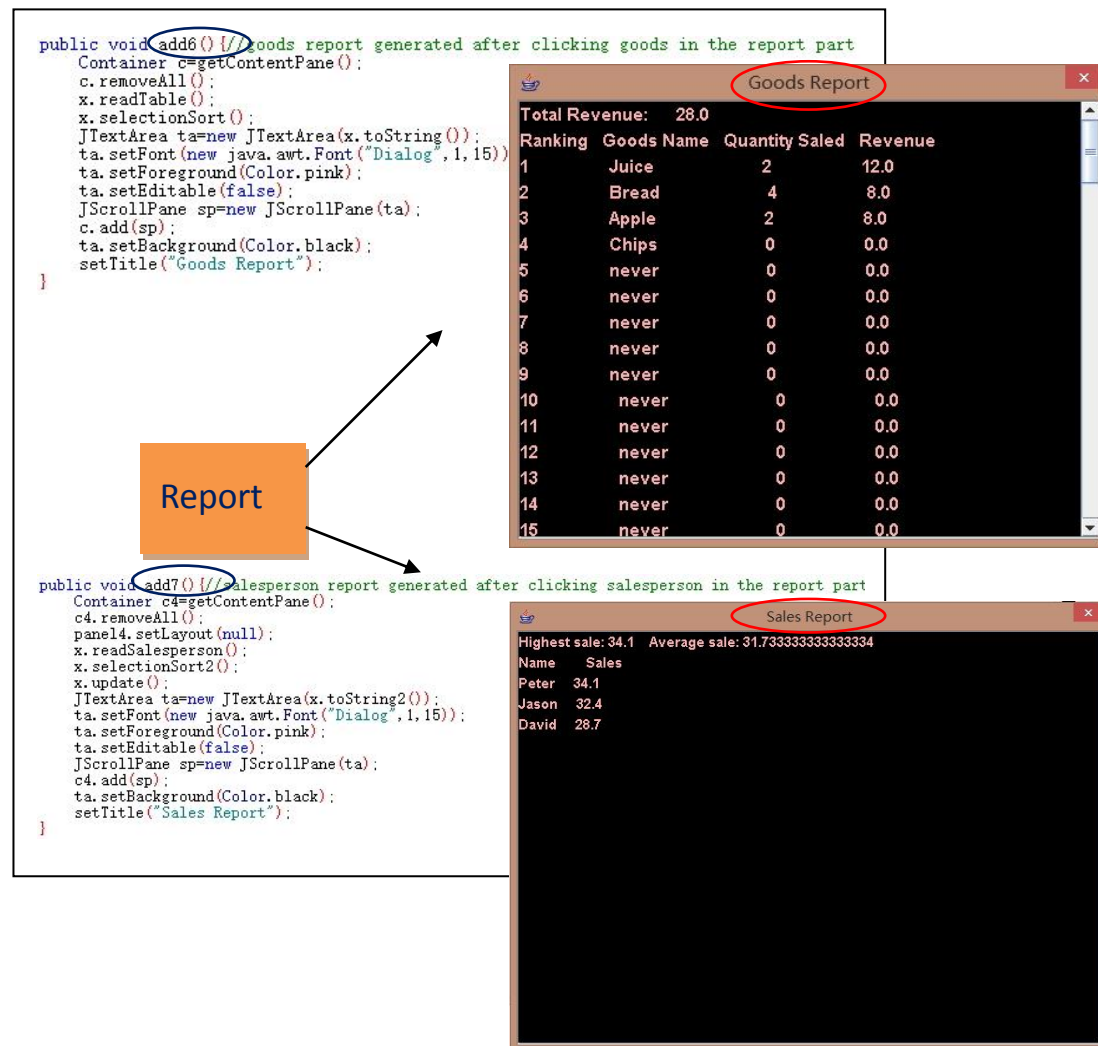 public void add6(){//goods report generated after clicking goods in the report part
Container c=getContentPane();
c.removeAll();
x.readTable();
x.selectionSort();
JTextArea ta=new JTextArea(x.toString());
ta.setFont(new java.awt.Font("Dialog",1,15))
ta.setForeground(Color.pink);
ta.setEditable(false);
JScrollPane sp=new JScrollPane(ta);
c.add(sp);
ta.setBackground(Color.black);
setTitle("Goods Report");
}
Goods Report
Total Revenue: 28.0
Ranking Goods Name Quantity Saled Revenue
1 Juice 2 12.0
2 Bread 4 8.0
3 Apple 2 8.0
4 Chips 0 0.0
5 never 0 0.0
6 never 0 0.0
7 never 0 0.0
8 never 0 0.0
9 never 0 0.0
10 never 0 0.0
11 never 0 0.0
12 never 0 0.0
13 never 0 0.0
14 never 0 0.0
15 never 0 0.0
Report
public void add7(){//salesperson report generated after clicking salesperson in the report part
Container c4=getContentPane();
c4.removeAll();
panel4.setLayout(null);
x.readSalesperson();
x.selectionSort2();
x.update();
JTextArea ta=new JTextArea(x.toString2());
ta.setFont(new java.awt.Font("Dialog",1,15));
ta.setForeground(Color.pink);
ta.setEditable(false);
JScrollPane sp=new JScrollPane(ta);
c4.add(sp);
ta.setBackground(Color.black);
setTitle("Sales Report");
}
Sales Report
Highest sale: 34.1 Average sale: 31.733333333333334
Name Sales
Peter 34.1
Jason 32.4
David 28.7